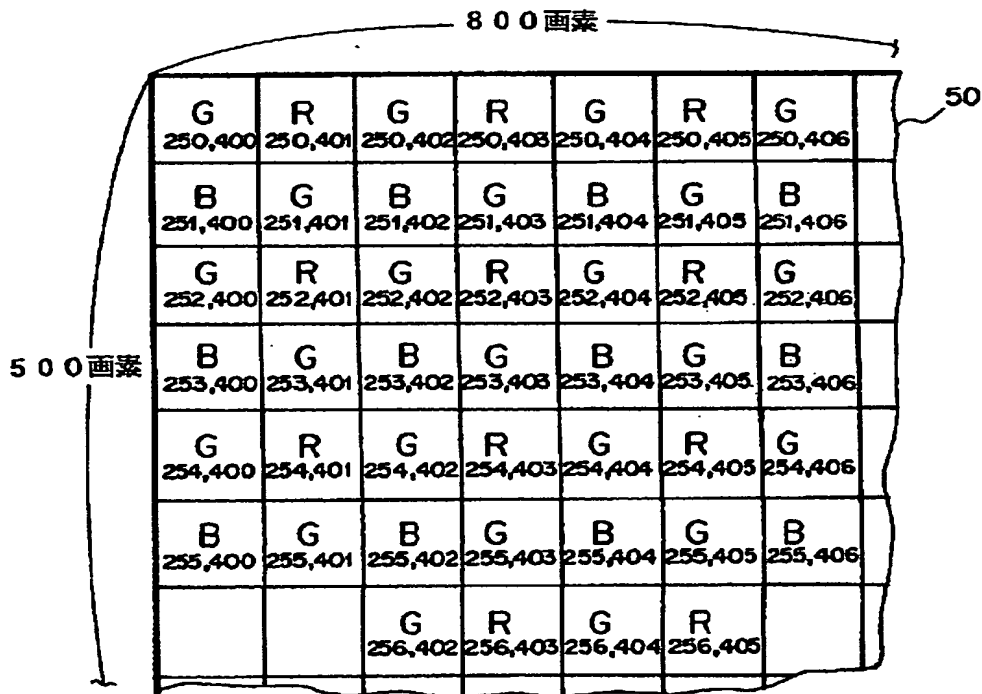 800画素
50
G R G R G R G
250,400 250,401 250,402 250,403 250,404 250,405 250,406
B G B G B G B
251,400 251,401 251,402 251,403 251,404 251,405 251,406
G R G R G R G
252,400 252,401 252,402 252,403 252,404 252,405 252,406
500画素
B G B G B G B
253,400 253,401 253,402 253,403 253,404 253,405 253,406
G R G R G R G
254,400 254,401 254,402 254,403 254,404 254,405 254,406
B G B G B G B
255,400 255,401 255,402 255,403 255,404 255,405 255,406
G R G R
256,402 256,403 256,404 256,405